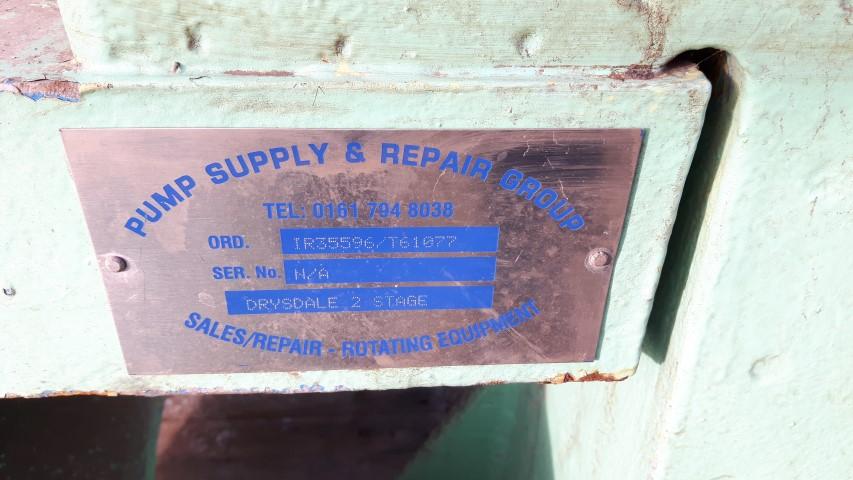 PUMP SUPPLY & REPAIR GROUP
TEL: 0161 794 8038
ORD. IR35596/T61077
SER. No. N/A
DRYSDALE 2 STAGE
SALES/REPAIR - ROTATING EQUIPMENT